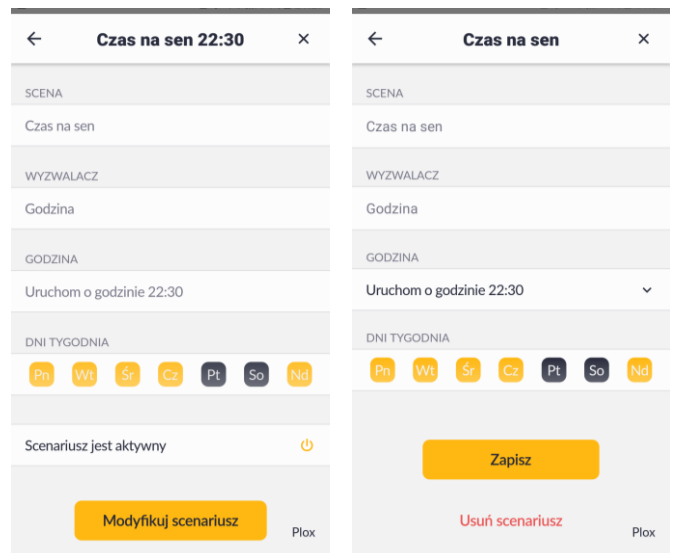 Czas na sen 22:30
SCENA
Czas na sen
WYZWALACZ
Godzina
GODZINA
Uruchom o godzinie 22:30
DNI TYGODNIA
Pn Wt Śr Cz Pt So Nd
Scenariusz jest aktywny
Modyfikuj scenariusz
Plox
Czas na sen
SCENA
Czas na sen
WYZWALACZ
Godzina
GODZINA
Uruchom o godzinie 22:30
DNI TYGODNIA
Pn Wt Śr Cz Pt So Nd
Zapisz
Usuń scenariusz
Plox